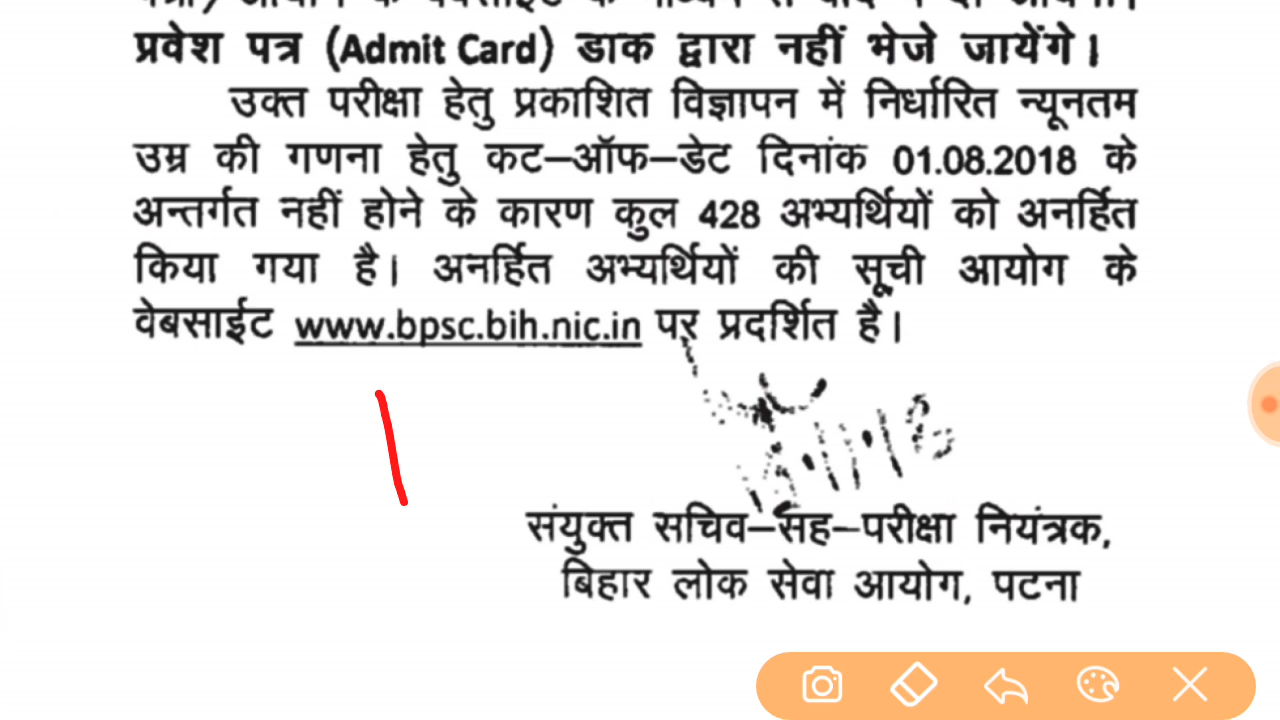 प्रवेश पत्र (Admit Card) डाक द्वारा नहीं भेजे जायेंगे।
उक्त परीक्षा हेतु प्रकाशित विज्ञापन में निर्धारित न्यूनतम
उम्र की गणना हेतु कट–ऑफ–डेट दिनांक 01.08.2018 के
अन्तर्गत नहीं होने के कारण कुल 428 अभ्यर्थियों को अनर्हित
किया गया है। अनर्हित अभ्यर्थियों की सूची आयोग के
वेबसाईट www.bpsc.bih.nic.in पर प्रदर्शित है।
संयुक्त सचिव–सह–परीक्षा नियंत्रक,
बिहार लोक सेवा आयोग, पटना